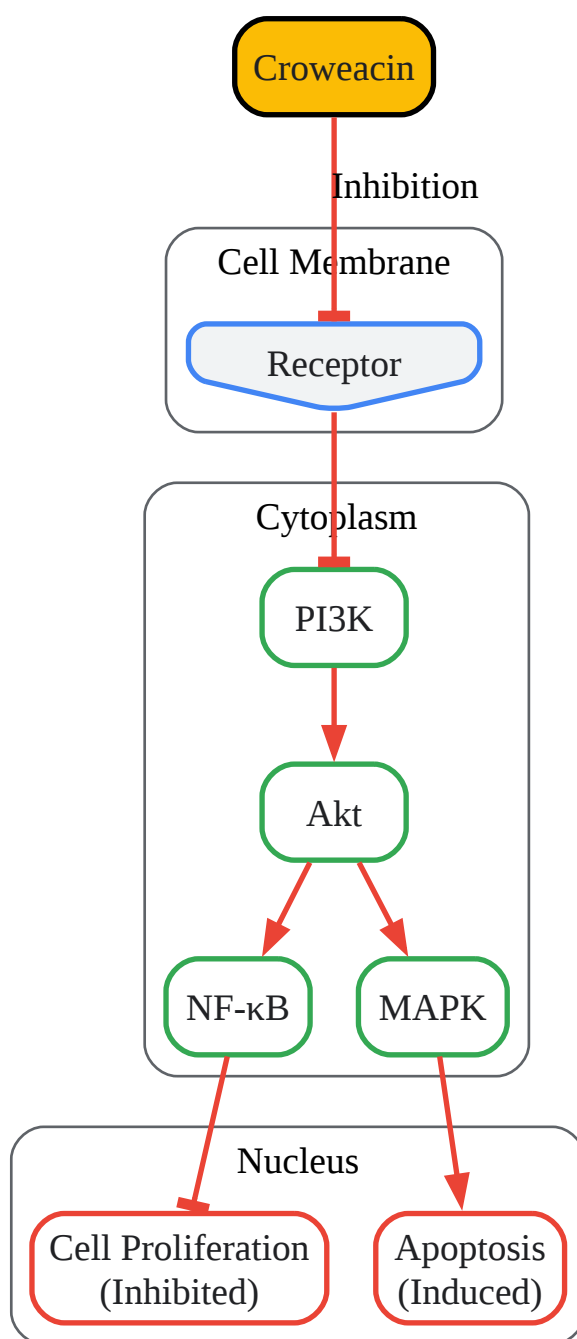 Croweacin
Inhibition
Cell Membrane
Receptor
Cytoplasm
PI3K
Akt
NF-κB
MAPK
Nucleus
Cell Proliferation
(Inhibited)
Apoptosis
(Induced)